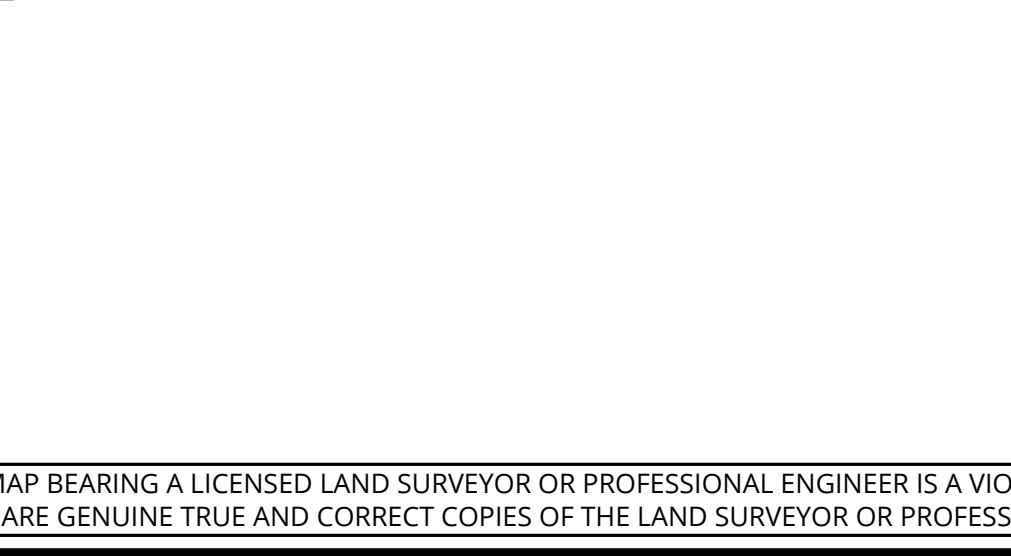 MAP BEARING A LICENSED LAND SURVEYOR OR PROFESSIONAL ENGINEER IS A VIO
ARE GENUINE TRUE AND CORRECT COPIES OF THE LAND SURVEYOR OR PROFESS